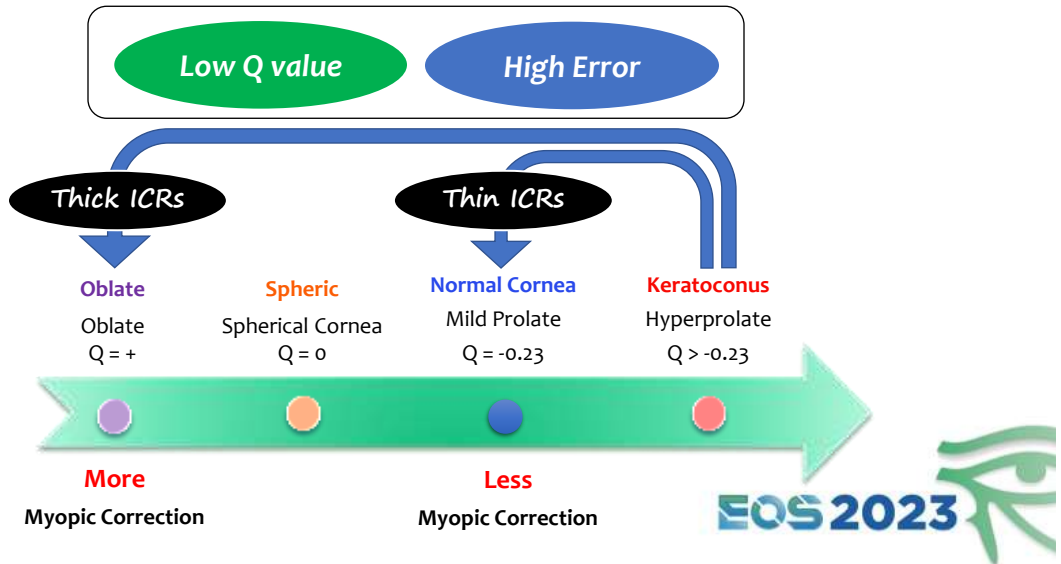 Low Q value
High Error
Thick ICRs
Thin ICRs
Oblate
Spheric
Normal Cornea
Keratoconus
Oblate
Spherical Cornea
Mild Prolate
Hyperprolate
Q = +
Q = 0
Q = -0.23
Q > -0.23
More
Less
Myopic Correction
Myopic Correction
EOS 2023